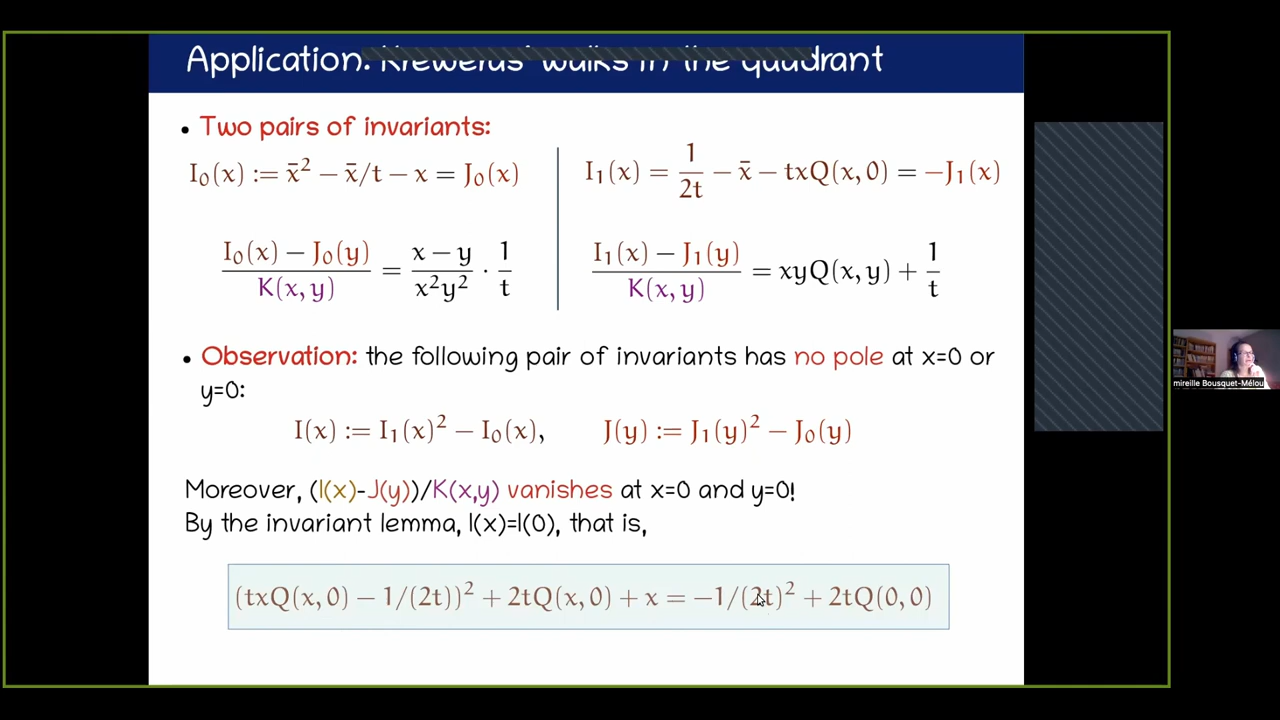 Application: Kreweras' walks in the quadrant
• Two pairs of invariants:
I₀(x) := x̄² − x̄/t − x = J₀(x)
I₁(x) = 1/2t − x̄ − txQ(x, 0) = −J₁(x)
I₀(x) − J₀(y) / K(x, y) = x − y / x²y² · 1/t
I₁(x) − J₁(y) / K(x, y) = xyQ(x, y) + 1/t
• Observation: the following pair of invariants has no pole at x=0 or
y=0:
I(x) := I₁(x)² − I₀(x),   J(y) := J₁(y)² − J₀(y)
Moreover, (I(x)-J(y))/K(x,y) vanishes at x=0 and y=0!
By the invariant lemma, I(x)=I(0), that is,
(txQ(x, 0) − 1/(2t))² + 2tQ(x, 0) + x = −1/(2t)² + 2tQ(0, 0)
mireille Bousquet-Mélou